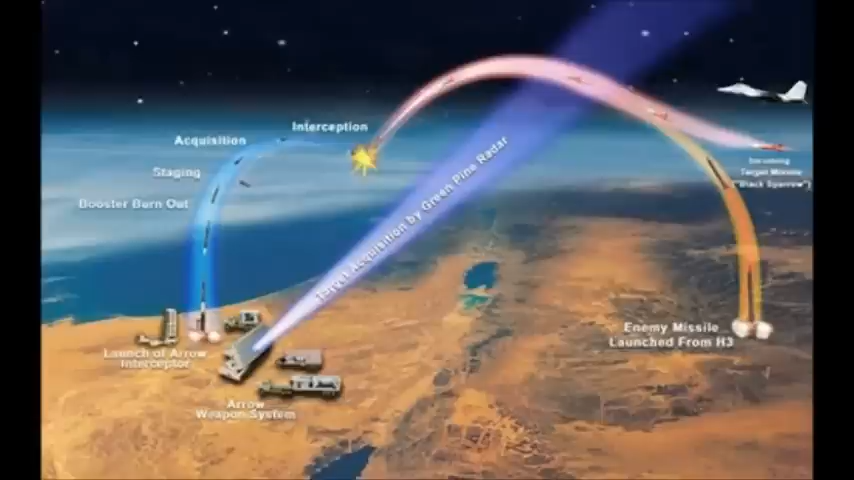 Interception
Acquisition
Staging
Booster Burn Out
Target Acquisition by Green Pine Radar
Incoming
Target Missile
("Black Sparrow")
Enemy Missile
Launched From H3
Launch of Arrow
Interceptor
Arrow
Weapon System